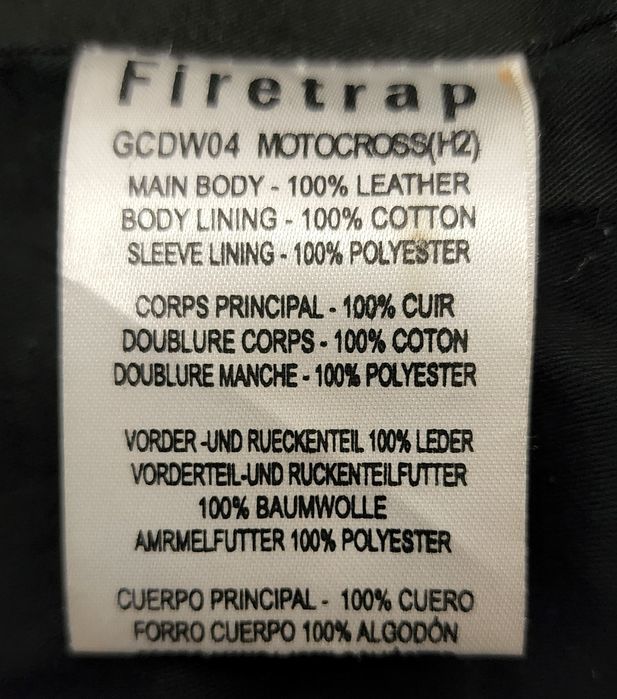 Firetrap
GCDW04 MOTOCROSS(H2)
MAIN BODY - 100% LEATHER
BODY LINING - 100% COTTON
SLEEVE LINING - 100% POLYESTER
CORPS PRINCIPAL - 100% CUIR
DOUBLURE CORPS - 100% COTON
DOUBLURE MANCHE - 100% POLYESTER
VORDER -UND RUECKENTEIL 100% LEDER
VORDERTEIL-UND RUCKENTEILFUTTER
100% BAUMWOLLE
AMRMELFUTTER 100% POLYESTER
CUERPO PRINCIPAL - 100% CUERO
FORRO CUERPO 100% ALGODÓN